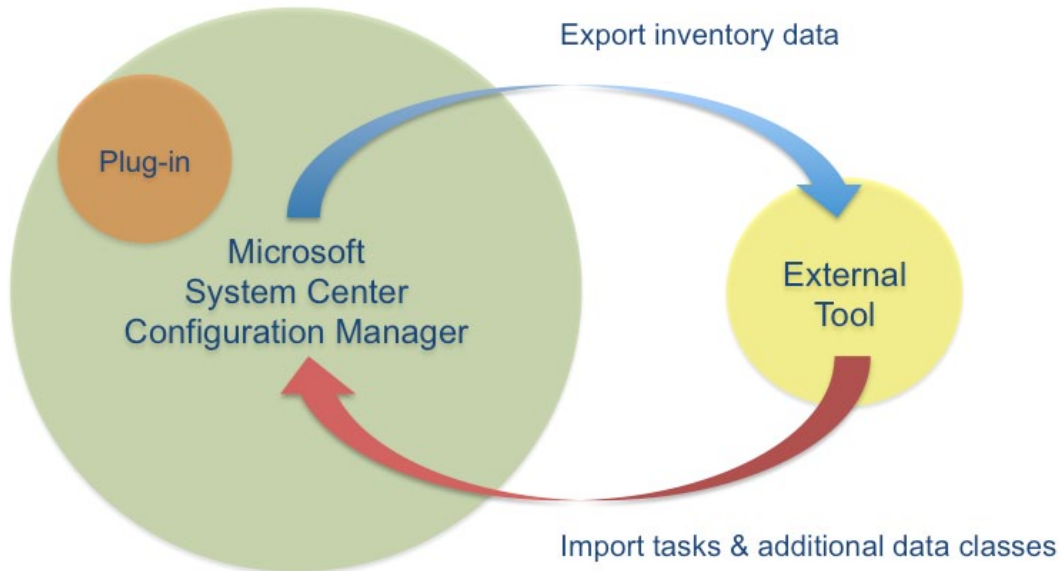 Export inventory data
Plug-in
Microsoft
System Center
Configuration Manager
External
Tool
Import tasks & additional data classes